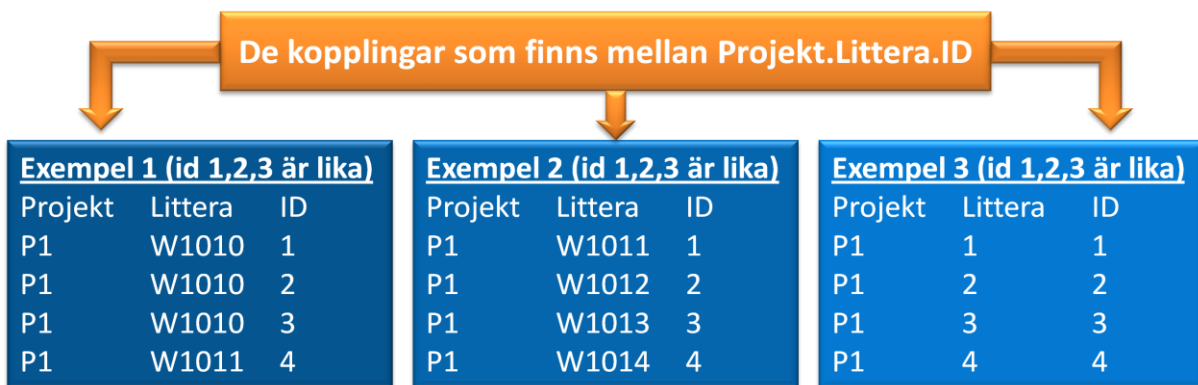 De kopplingar som finns mellan Projekt.Littera.ID
Exempel 1 (id 1,2,3 är lika)
Projekt Littera ID
P1 W1010 1
P1 W1010 2
P1 W1010 3
P1 W1011 4
Exempel 2 (id 1,2,3 är lika)
Projekt Littera ID
P1 W1011 1
P1 W1012 2
P1 W1013 3
P1 W1014 4
Exempel 3 (id 1,2,3 är lika)
Projekt Littera ID
P1 1 1
P1 2 2
P1 3 3
P1 4 4